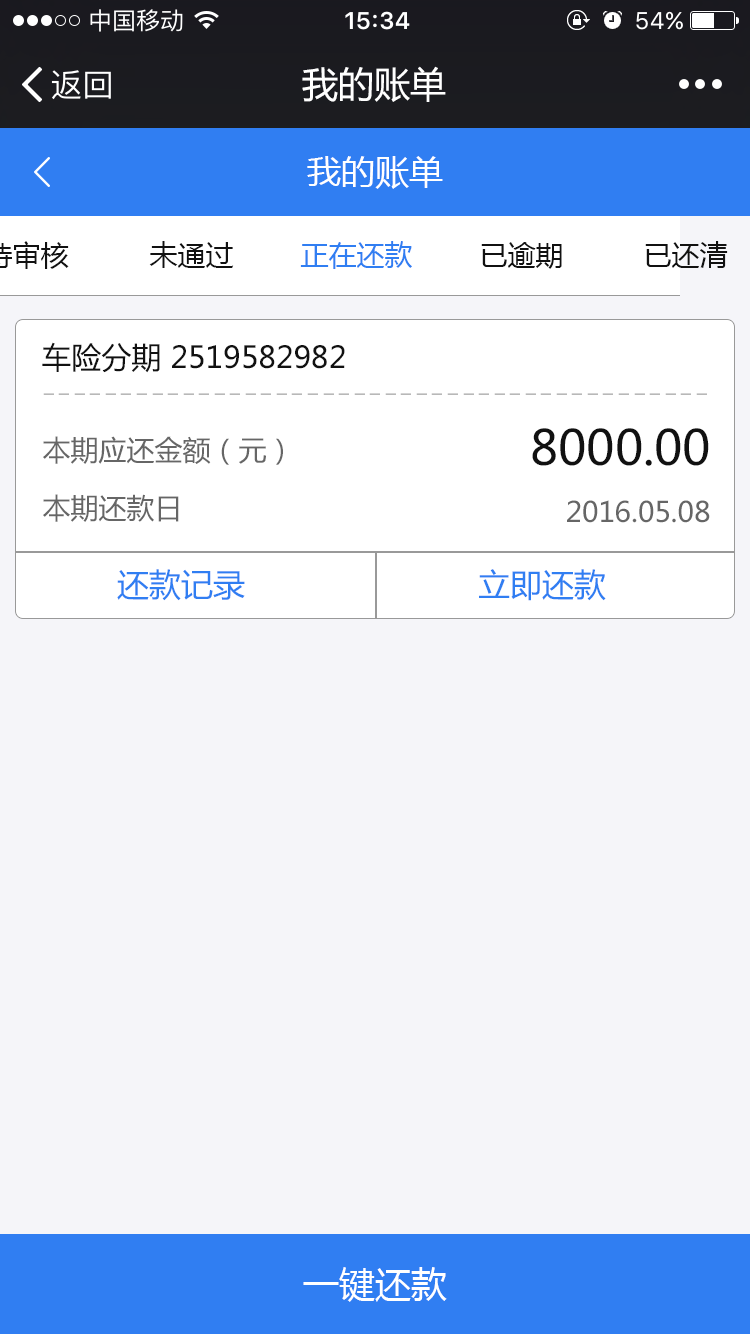 中国移动 15:34 54%
返回 我的账单
我的账单
待审核 未通过 正在还款 已逾期 已还清
车险分期 2519582982
本期应还金额（元） 8000.00
本期还款日 2016.05.08
还款记录 立即还款
一键还款